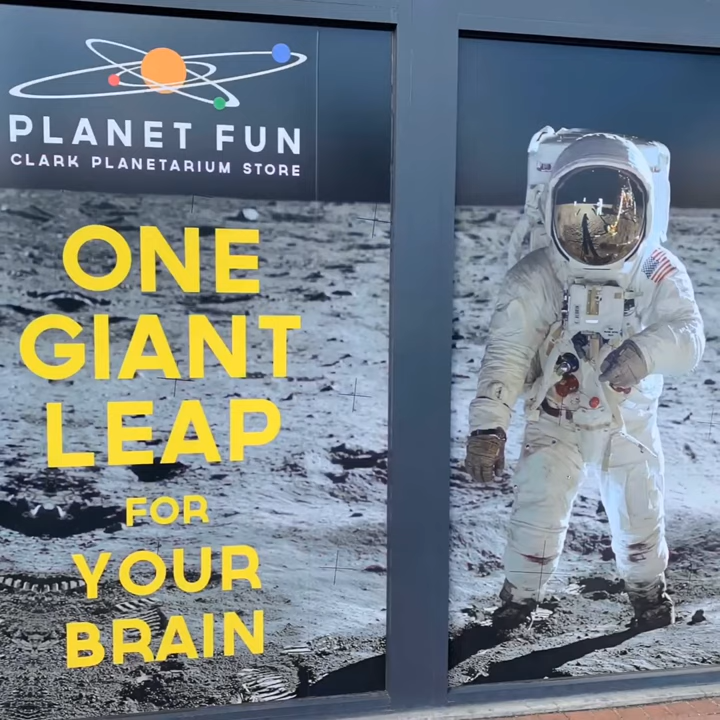 PLANET FUN
CLARK PLANETARIUM STORE
ONE
GIANT
LEAP
FOR
YOUR
BRAIN